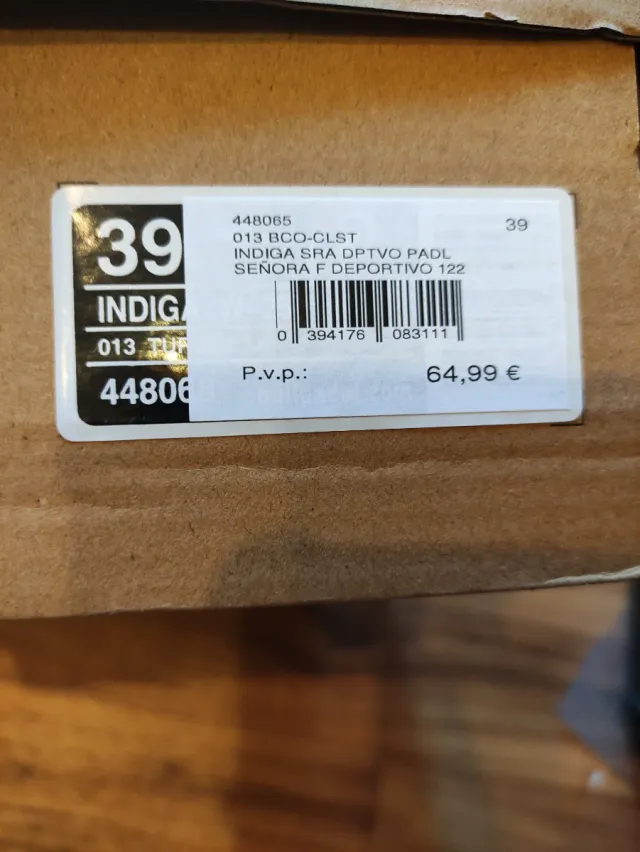 39
INDIGA
013 TU
44806
448065
39
013 BCO-CLST
INDIGA SRA DPTVO PADL
SEÑORA F DEPORTIVO 122
0 394176 083111
P.v.p.: 64,99 €